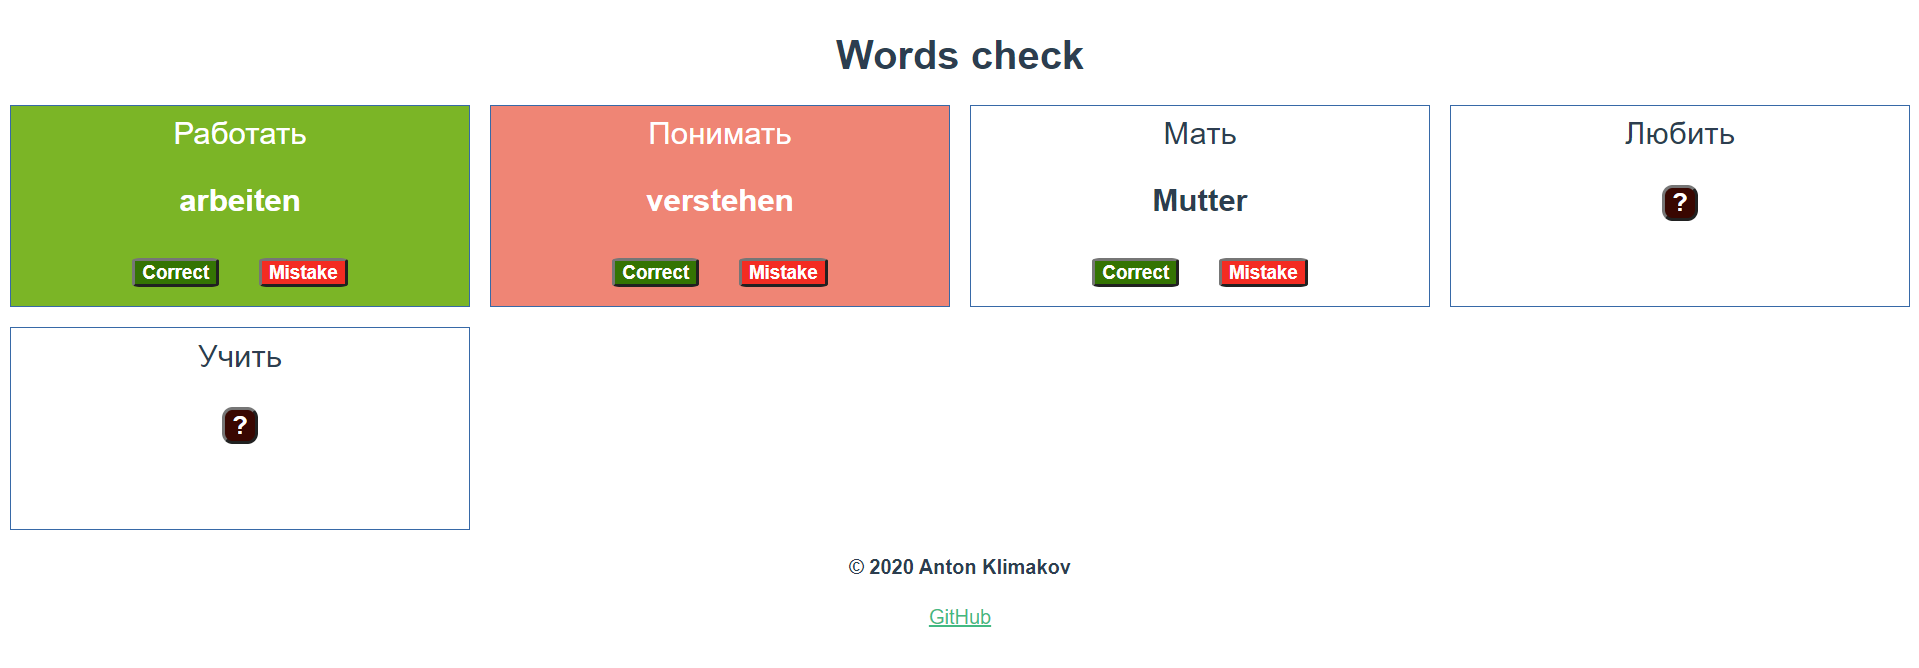 Words check
Работать
arbeiten
Correct Mistake
Понимать
verstehen
Correct Mistake
Мать
Mutter
Correct Mistake
Любить
?
Учить
?
© 2020 Anton Klimakov
GitHub